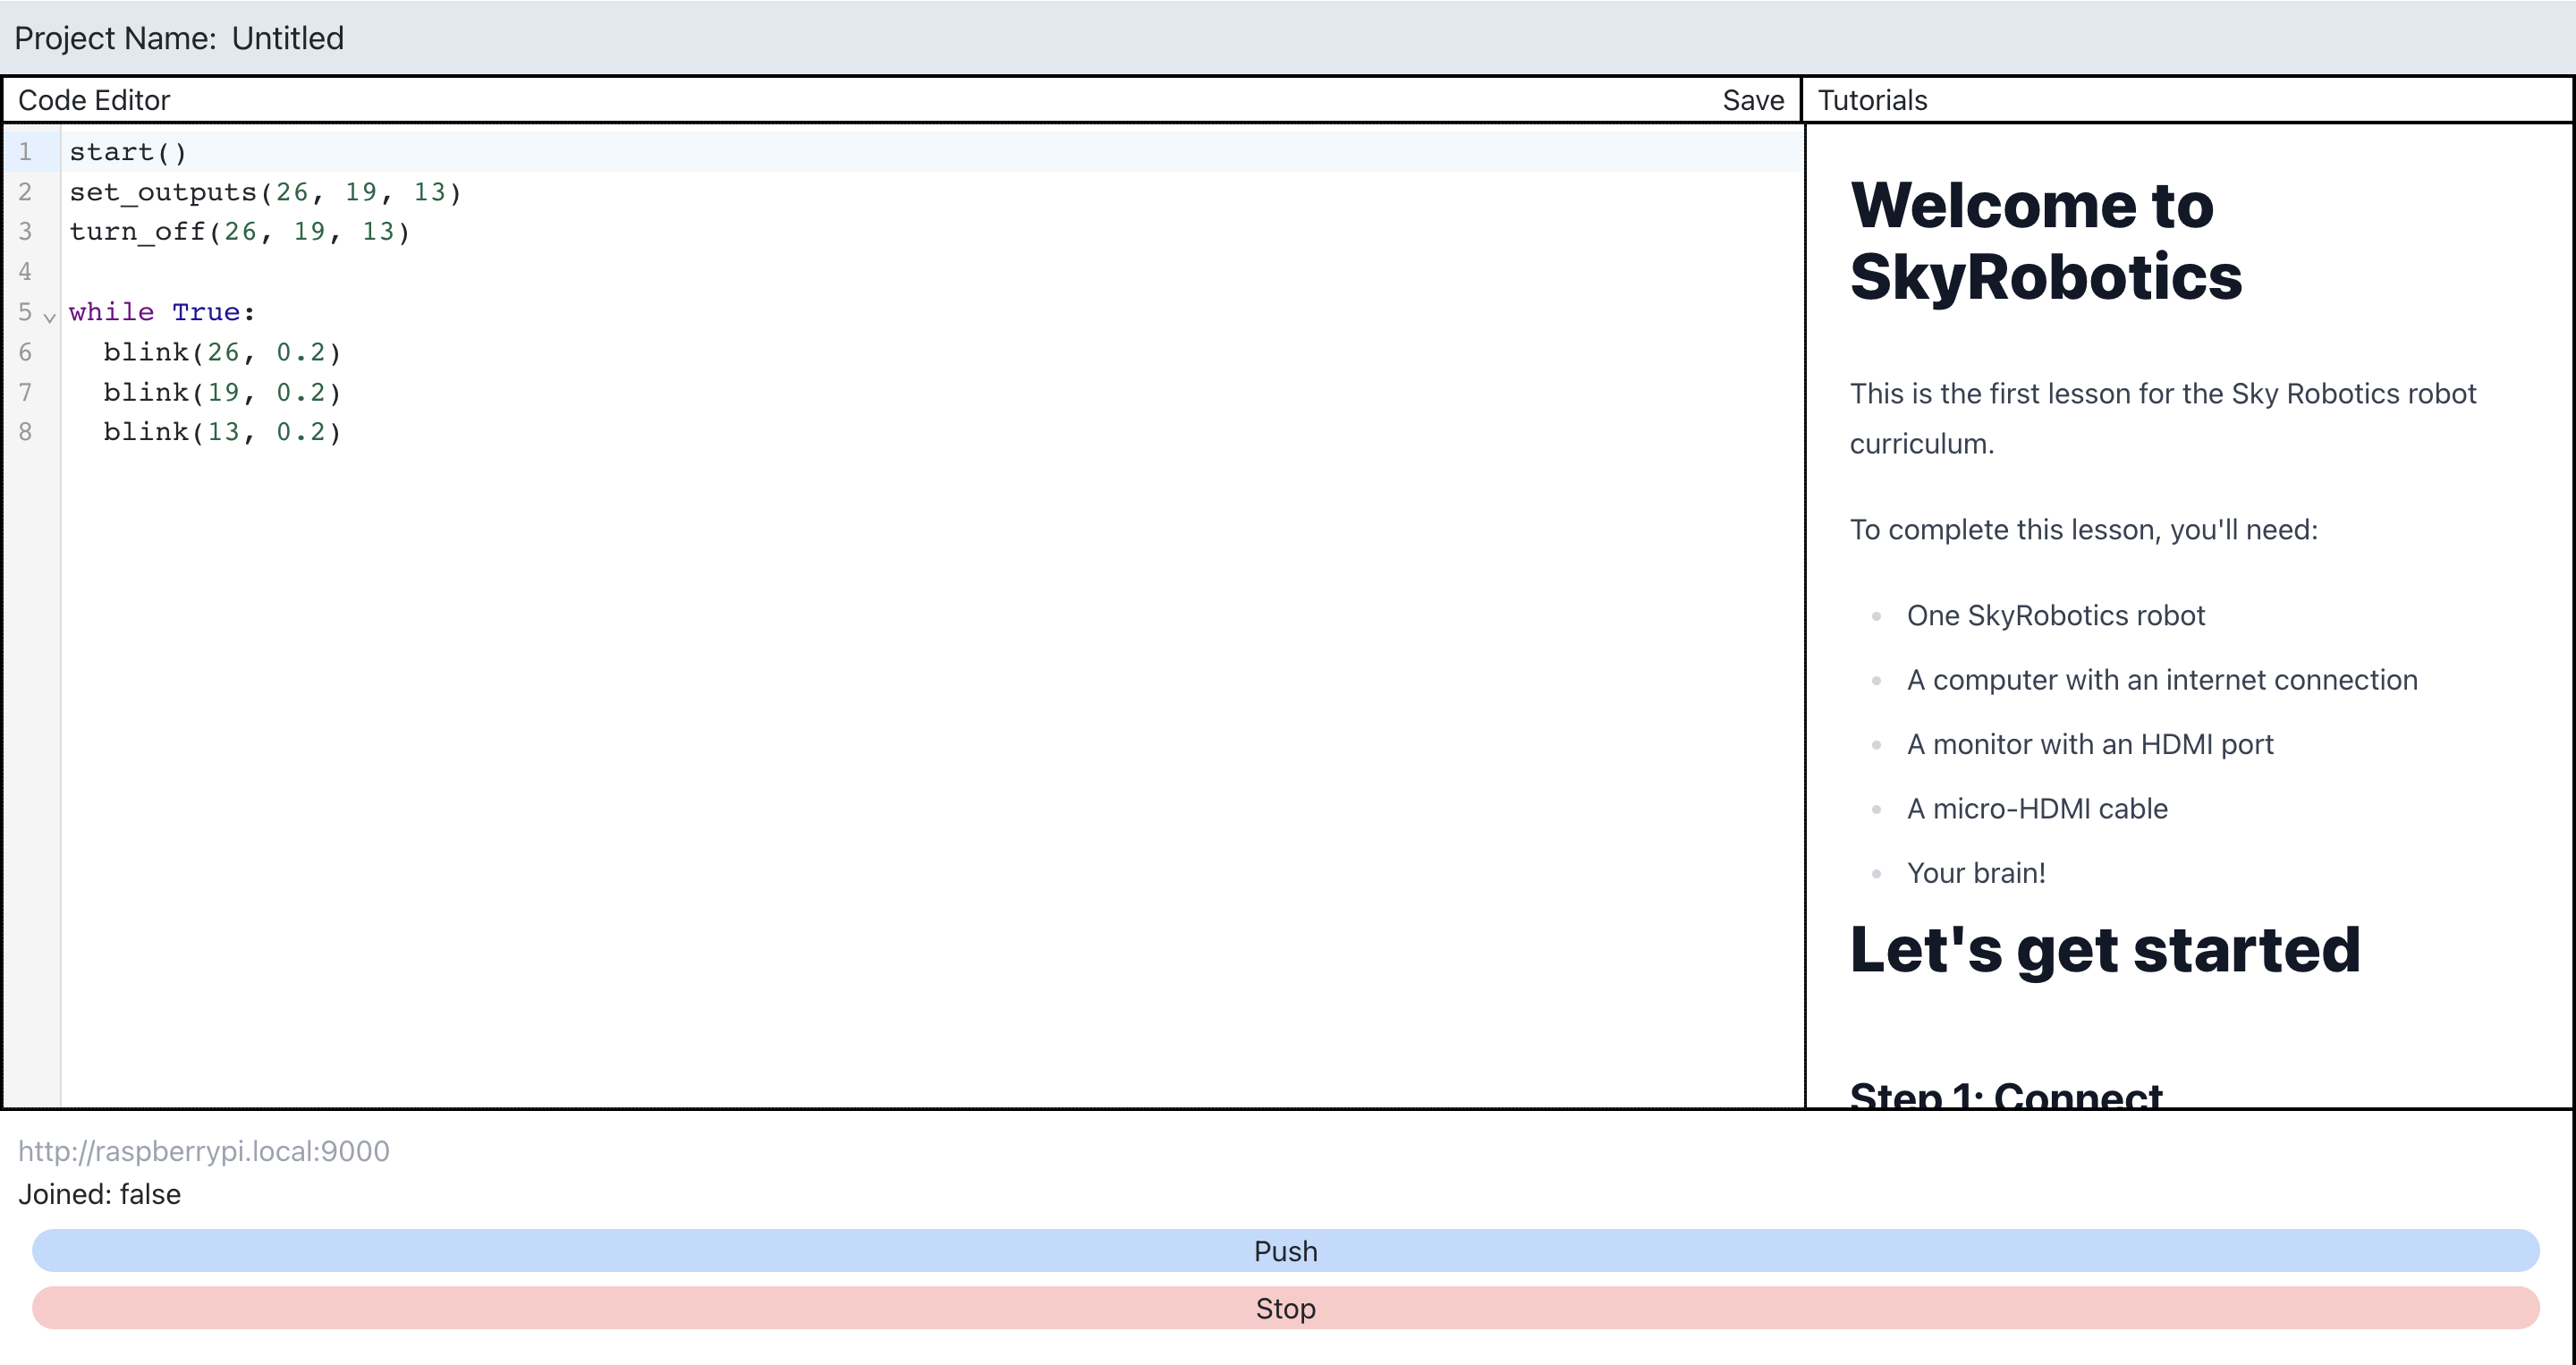 Project Name: Untitled
Code Editor
Save
Tutorials
1 start()
2 set_outputs(26, 19, 13)
3 turn_off(26, 19, 13)
4
5 while True:
6   blink(26, 0.2)
7   blink(19, 0.2)
8   blink(13, 0.2)
Welcome to
SkyRobotics
This is the first lesson for the Sky Robotics robot
curriculum.
To complete this lesson, you'll need:
One SkyRobotics robot
A computer with an internet connection
A monitor with an HDMI port
A micro-HDMI cable
Your brain!
Let's get started
Step 1: Connect
http://raspberrypi.local:9000
Joined: false
Push
Stop